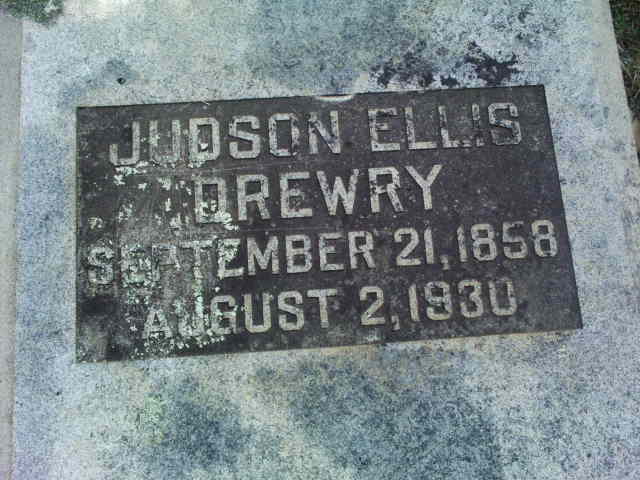 JUDSON ELLIS
DREWRY
SEPTEMBER 21, 1858
AUGUST 2, 1930